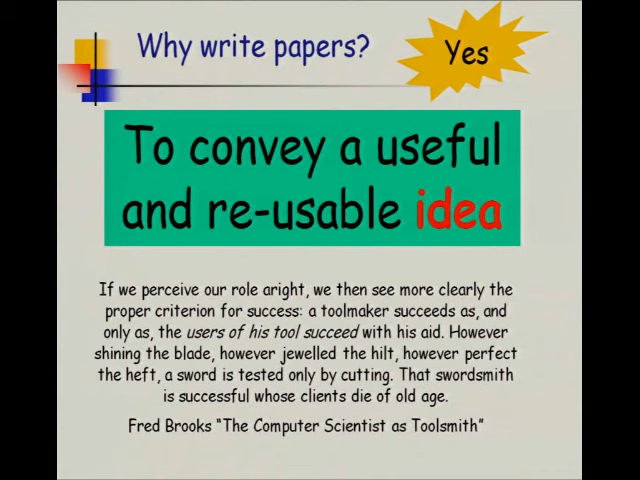 Why write papers?
Yes
To convey a useful
and re-usable idea
If we perceive our role aright, we then see more clearly the
proper criterion for success: a toolmaker succeeds as, and
only as, the users of his tool succeed with his aid. However
shining the blade, however jewelled the hilt, however perfect
the heft, a sword is tested only by cutting. That swordsmith
is successful whose clients die of old age.
Fred Brooks “The Computer Scientist as Toolsmith”